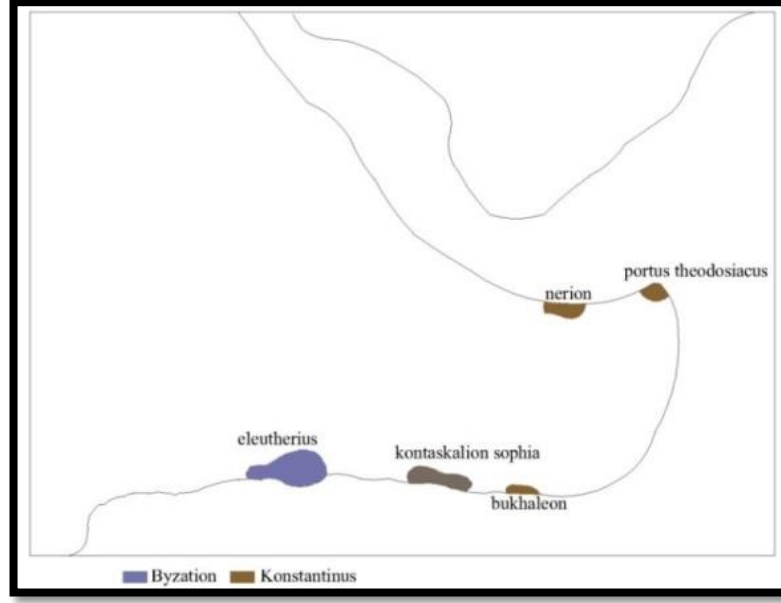 portus theodosiacus
nerion
eleutherius
kontaskalion sophia
bukhaleon
Byzation
Konstantinus